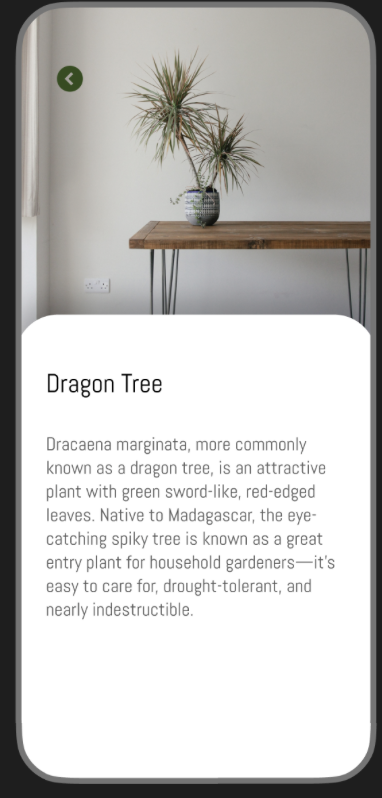 Dragon Tree
Dracaena marginata, more commonly
known as a dragon tree, is an attractive
plant with green sword-like, red-edged
leaves. Native to Madagascar, the eye-
catching spiky tree is known as a great
entry plant for household gardeners—it's
easy to care for, drought-tolerant, and
nearly indestructible.